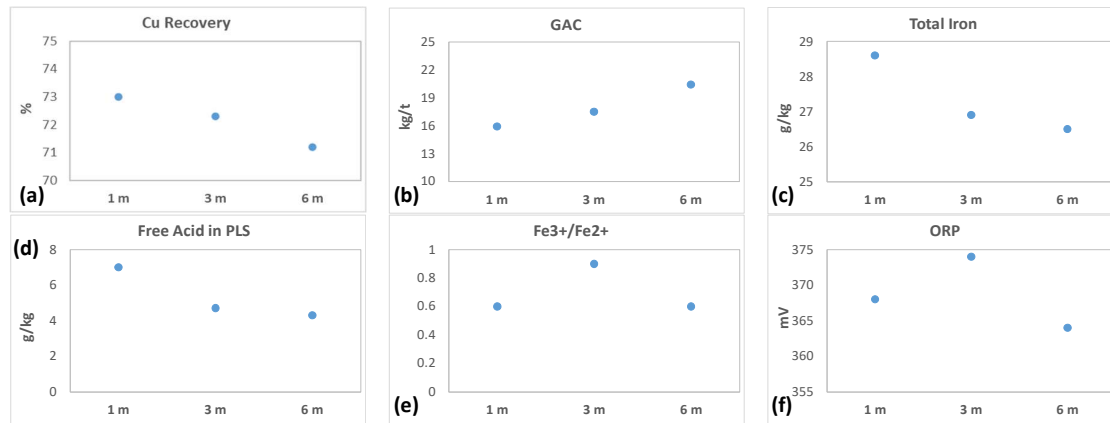 Cu Recovery
75
74
73
72
71
70
%
1 m 3 m 6 m
(a)
GAC
25
22
19
16
13
10
kg/t
1 m 3 m 6 m
(b)
Total Iron
29
28
27
26
25
g/kg
1 m 3 m 6 m
(c)
Free Acid in PLS
8
6
4
2
0
g/kg
1 m 3 m 6 m
(d)
Fe3+/Fe2+
1
0.8
0.6
0.4
0.2
0
1 m 3 m 6 m
(e)
ORP
375
370
365
360
355
mV
1 m 3 m 6 m
(f)